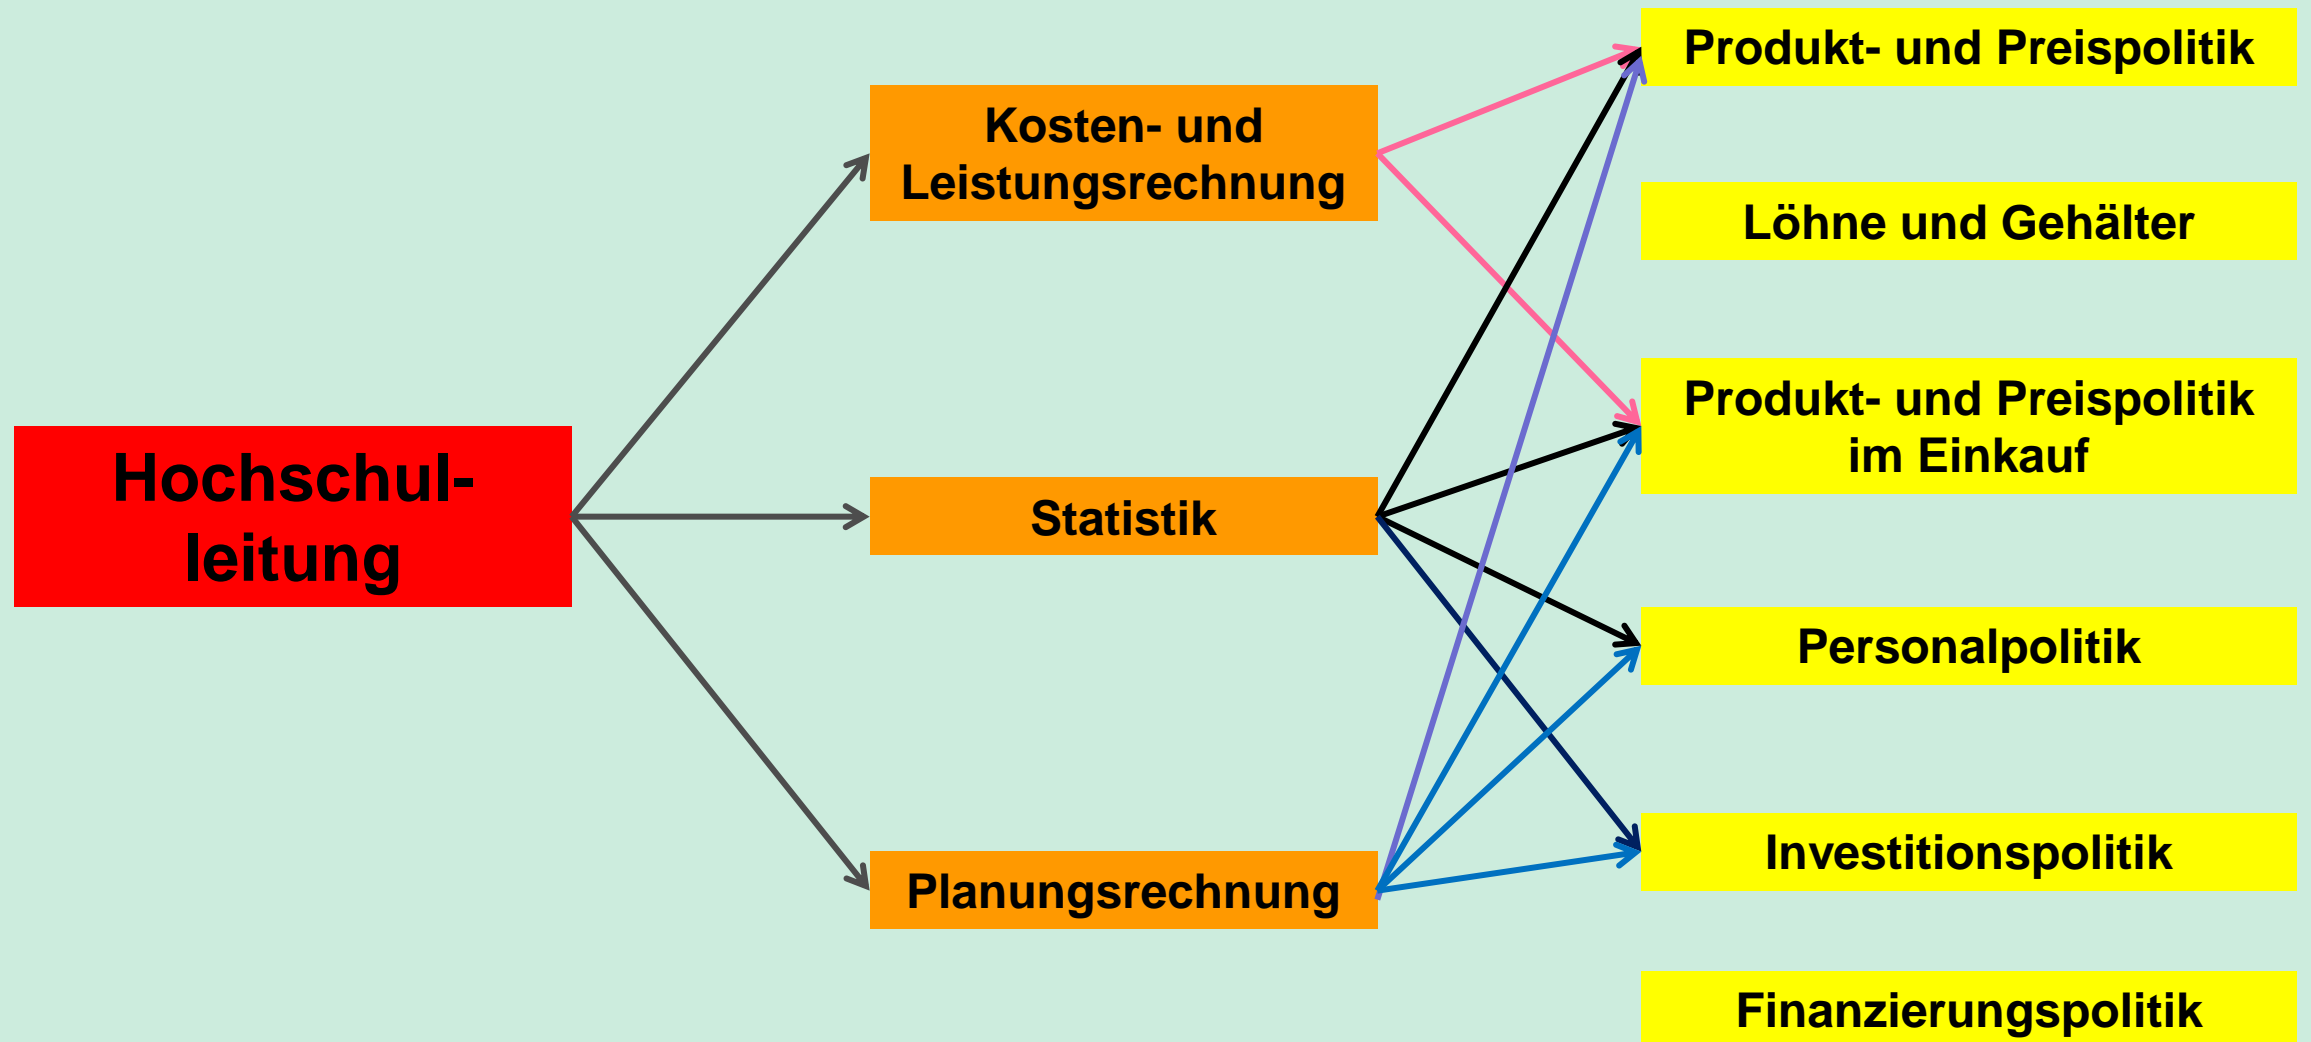 Hochschul-
leitung
Kosten- und
Leistungsrechnung
Statistik
Planungsrechnung
Produkt- und Preispolitik
Löhne und Gehälter
Produkt- und Preispolitik
im Einkauf
Personalpolitik
Investitionspolitik
Finanzierungspolitik